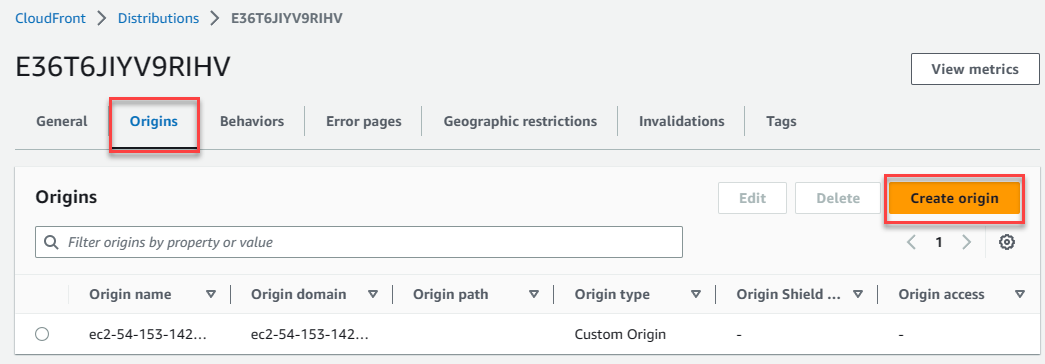 CloudFront > Distributions > E36T6JIYV9RIHV
E36T6JIYV9RIHV
View metrics
General Origins Behaviors Error pages Geographic restrictions Invalidations Tags
Origins
Edit Delete Create origin
Filter origins by property or value
1
Origin name Origin domain Origin path Origin type Origin Shield ... Origin access
ec2-54-153-142... ec2-54-153-142... Custom Origin - -